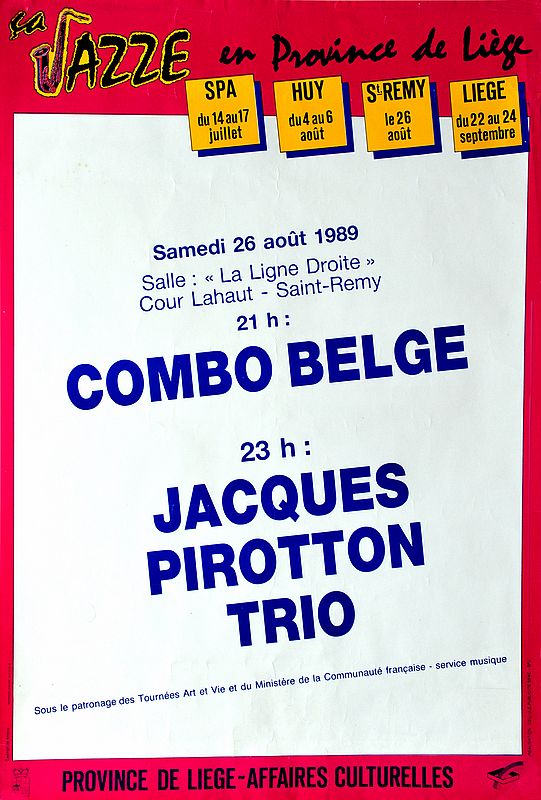 ça JAZZE en Province de Liège
SPA
du 14 au 17
juillet
HUY
du 4 au 6
août
St-REMY
le 26
août
LIEGE
du 22 au 24
septembre
Samedi 26 août 1989
Salle : « La Ligne Droite »
Cour Lahaut - Saint-Remy
21 h :
COMBO BELGE
23 h :
JACQUES
PIROTTON
TRIO
Sous le patronage des Tournées Art et Vie et du Ministère de la Communauté française - service musique
PROVINCE DE LIEGE-AFFAIRES CULTURELLES